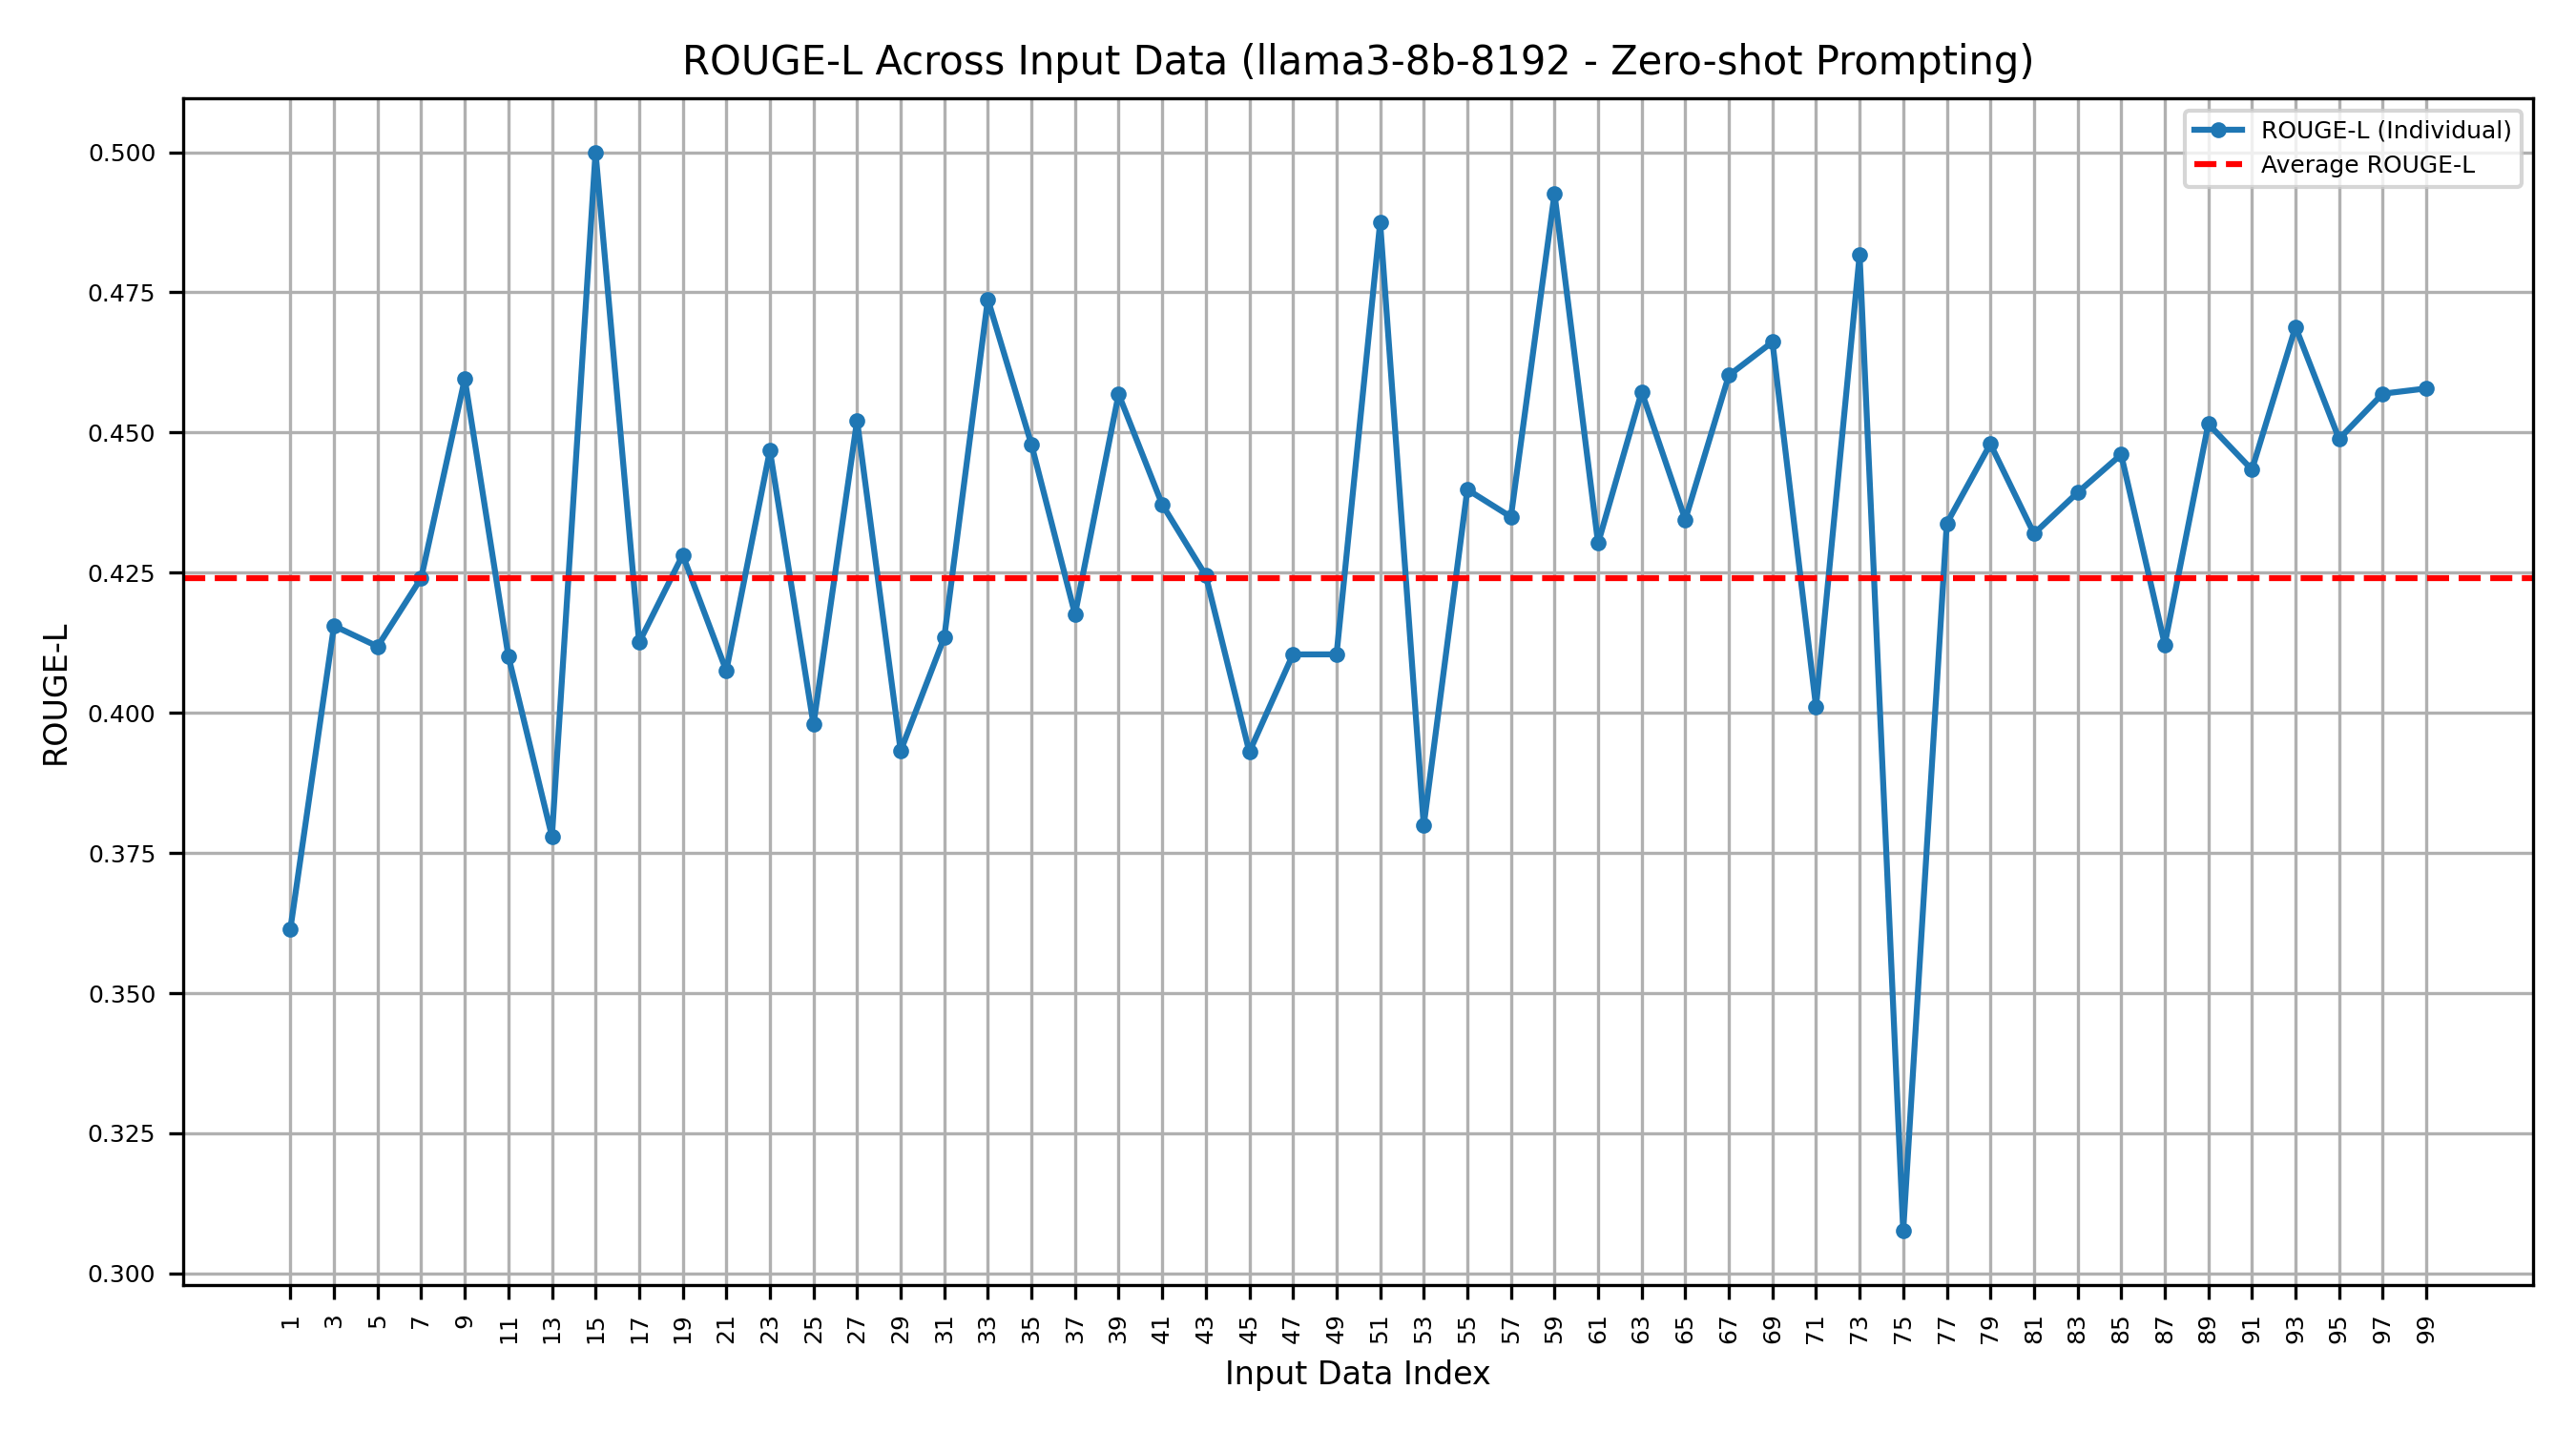 ROUGE-L Across Input Data (llama3-8b-8192 - Zero-shot Prompting)
ROUGE-L (Individual)
Average ROUGE-L
ROUGE-L
0.500
0.475
0.450
0.425
0.400
0.375
0.350
0.325
0.300
1 3 5 7 9 11 13 15 17 19 21 23 25 27 29 31 33 35 37 39 41 43 45 47 49 51 53 55 57 59 61 63 65 67 69 71 73 75 77 79 81 83 85 87 89 91 93 95 97 99
Input Data Index